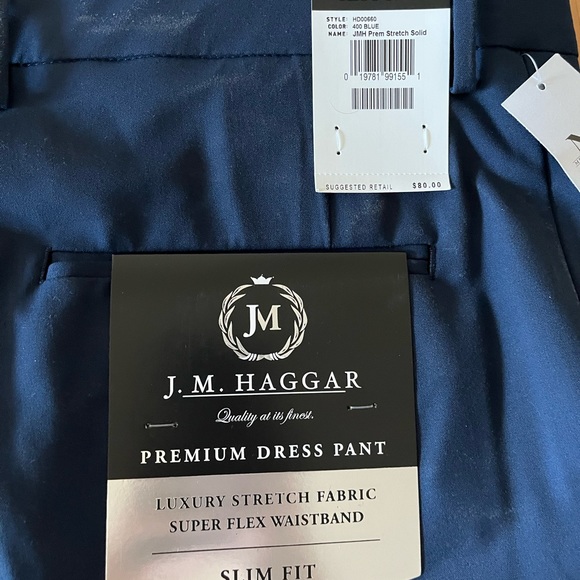 STYLE: HD00660
COLOR: 400 BLUE
NAME: JMH Prem Stretch Solid
0 19781 99155 1
SUGGESTED RETAIL $80.00
JM
J. M. HAGGAR
Quality at its finest.
PREMIUM DRESS PANT
LUXURY STRETCH FABRIC
SUPER FLEX WAISTBAND
SLIM FIT